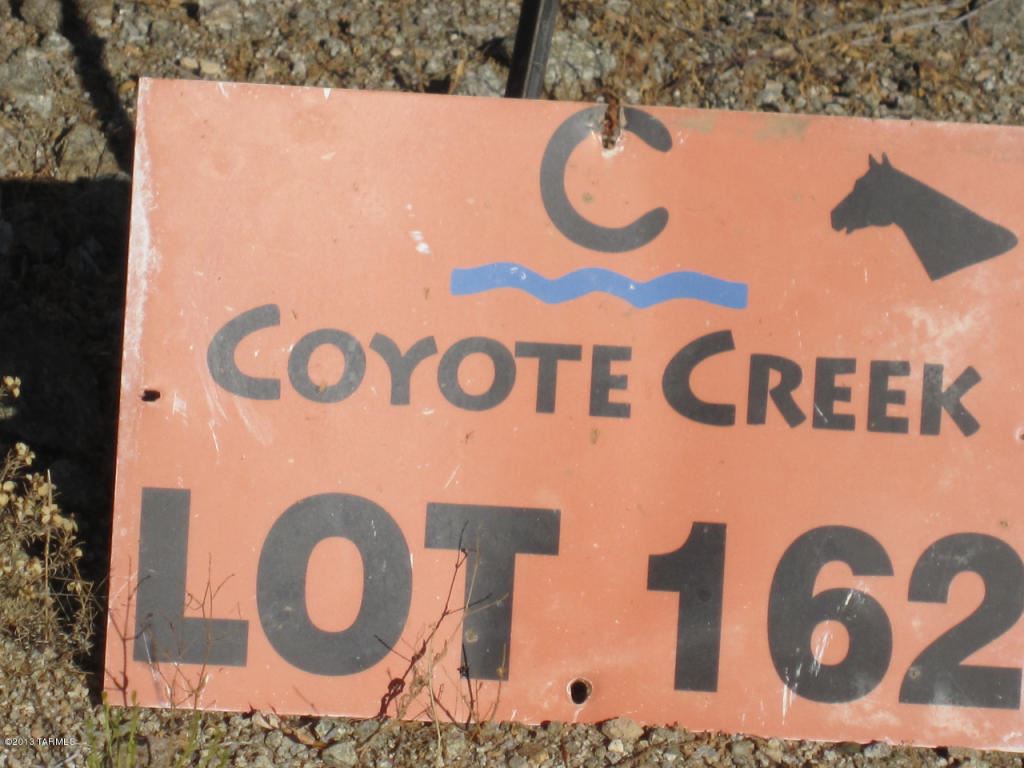 C
COYOTE CREEK
LOT 162
©2013 TARMLS